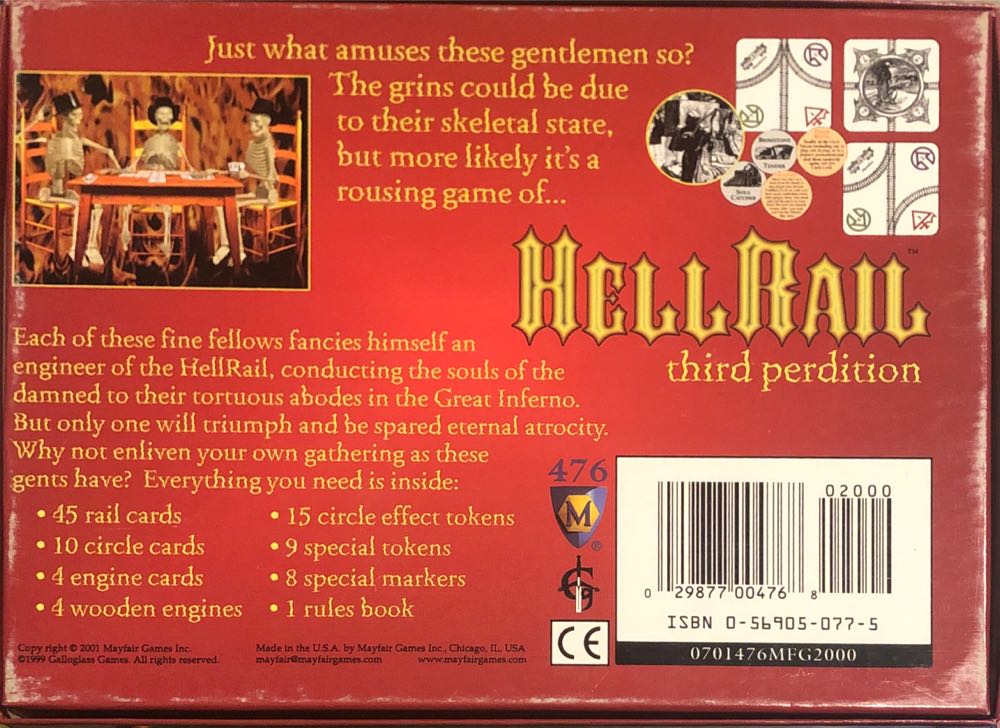 Just what amuses these gentlemen so?
The grins could be due
to their skeletal state,
but more likely it's a
rousing game of...
BRIMSTONE
TENDER
SOUL
CATCHER
HELLRAIL™
third perdition
Each of these fine fellows fancies himself an
engineer of the HellRail, conducting the souls of the
damned to their tortuous abodes in the Great Inferno.
But only one will triumph and be spared eternal atrocity.
Why not enliven your own gathering as these
gents have? Everything you need is inside:
• 45 rail cards
• 10 circle cards
• 4 engine cards
• 4 wooden engines
• 15 circle effect tokens
• 9 special tokens
• 8 special markers
• 1 rules book
476
M
®
CE
02000
0 29877 00476 8
ISBN 0-56905-077-5
0701476MFG2000
Copy right © 2001 Mayfair Games Inc.
©1999 Galloglass Games. All rights reserved.
Made in the U.S.A. by Mayfair Games Inc., Chicago, IL, USA
mayfair@mayfairgames.com www.mayfairgames.com